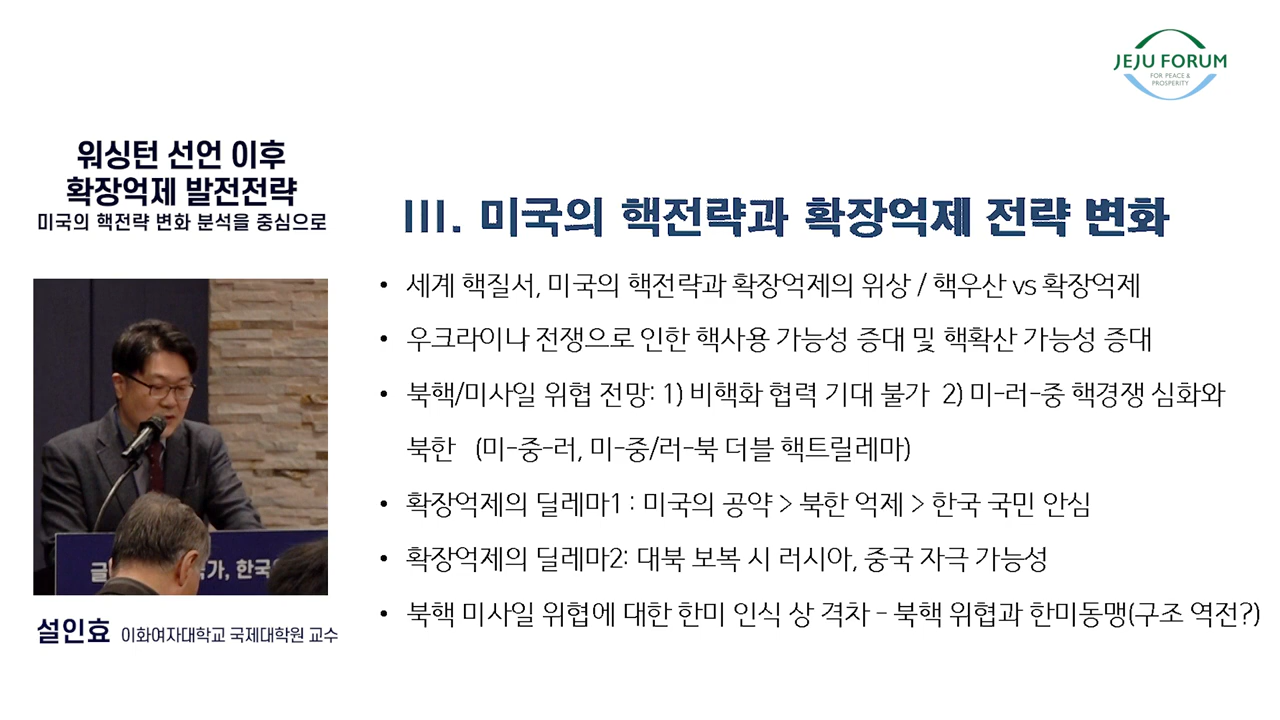 JEJU FORUM
FOR PEACE &
PROSPERITY
워싱턴 선언 이후
확장억제 발전전략
미국의 핵전략 변화 분석을 중심으로
III. 미국의 핵전략과 확장억제 전략 변화
• 세계 핵질서, 미국의 핵전략과 확장억제의 위상 / 핵우산 vs 확장억제
• 우크라이나 전쟁으로 인한 핵사용 가능성 증대 및 핵확산 가능성 증대
• 북핵/미사일 위협 전망: 1) 비핵화 협력 기대 불가 2) 미-러-중 핵경쟁 심화와
북한 (미-중-러, 미-중/러-북 더블 핵트릴레마)
• 확장억제의 딜레마1 : 미국의 공약 > 북한 억제 > 한국 국민 안심
• 확장억제의 딜레마2: 대북 보복 시 러시아, 중국 자극 가능성
• 북핵 미사일 위협에 대한 한미 인식 상 격차 - 북핵 위협과 한미동맹(구조 역전?)
글 가, 한국
설인효 이화여자대학교 국제대학원 교수